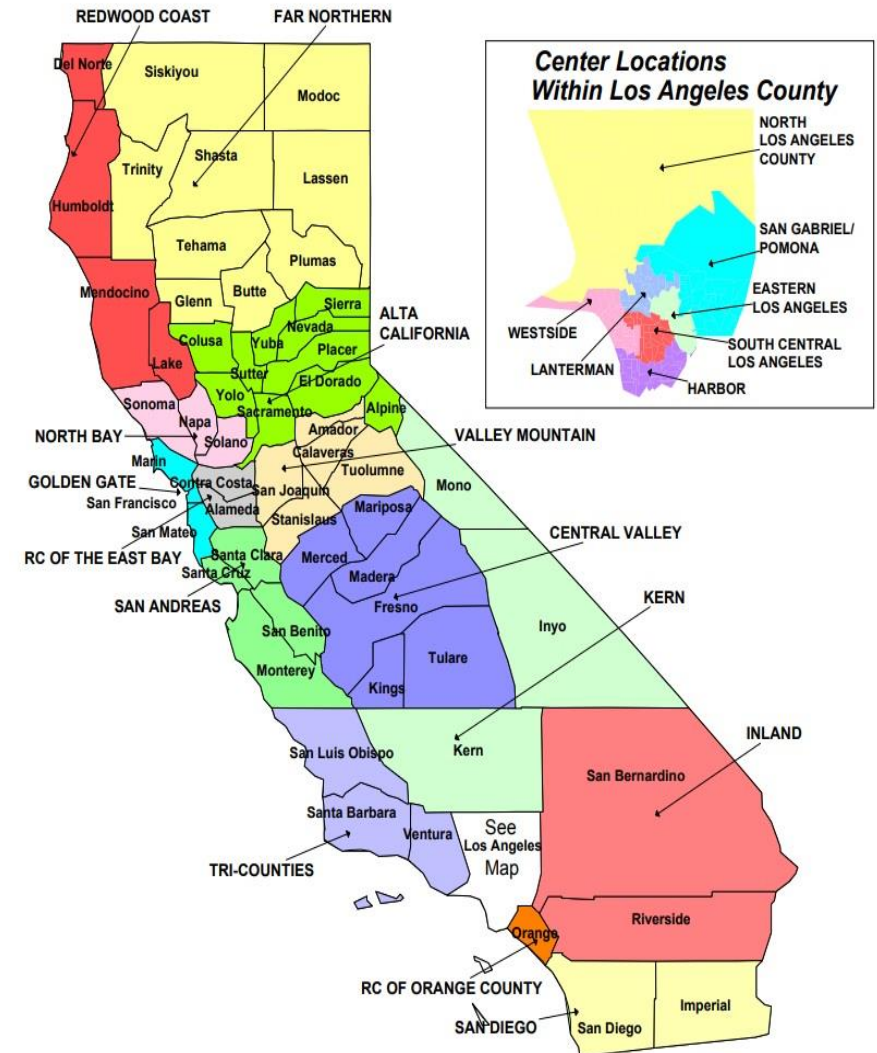 REDWOOD COAST
FAR NORTHERN
Del Norte
Siskiyou
Modoc
Trinity
Shasta
Lassen
Humboldt
Tehama
Plumas
Mendocino
Glenn
Butte
Sierra
Nevada
Colusa
Yuba
Placer
Lake
Sutter
El Dorado
Yolo
Sacramento
Alpine
ALTA
CALIFORNIA
Sonoma
Napa
Solano
Amador
Calaveras
NORTH BAY
VALLEY MOUNTAIN
Marin
Tuolumne
GOLDEN GATE
Contra Costa
San Joaquin
Mono
San Francisco
Alameda
Stanislaus
Mariposa
San Mateo
RC OF THE EAST BAY
Santa Clara
Merced
CENTRAL VALLEY
Santa Cruz
Madera
SAN ANDREAS
Fresno
KERN
San Benito
Inyo
Monterey
Tulare
Kings
INLAND
San Luis Obispo
Kern
San Bernardino
Santa Barbara
Ventura
See
Los Angeles
Map
TRI-COUNTIES
Riverside
Orange
RC OF ORANGE COUNTY
SAN DIEGO
San Diego
Imperial
Center Locations
Within Los Angeles County
NORTH
LOS ANGELES
COUNTY
SAN GABRIEL/
POMONA
EASTERN
LOS ANGELES
WESTSIDE
SOUTH CENTRAL
LOS ANGELES
LANTERMAN
HARBOR